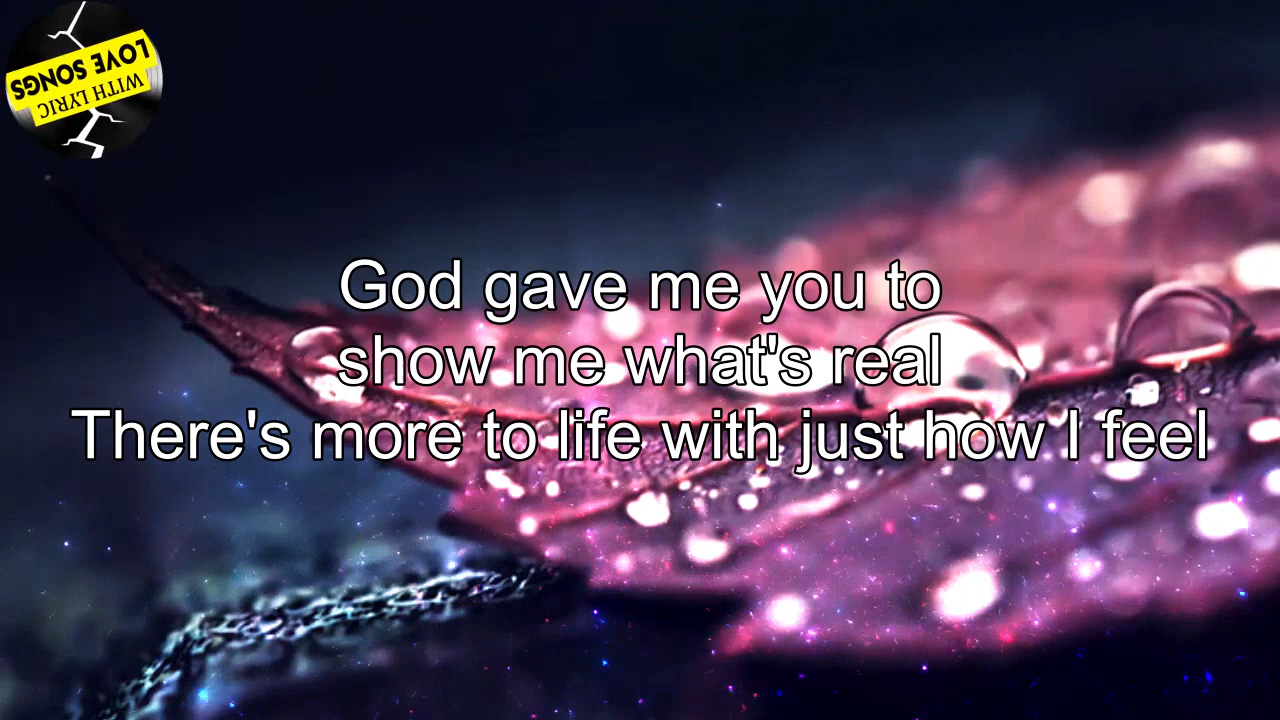 LOVE SONGS
WITH LYRIC
God gave me you to
show me what's real
There's more to life with just how I feel